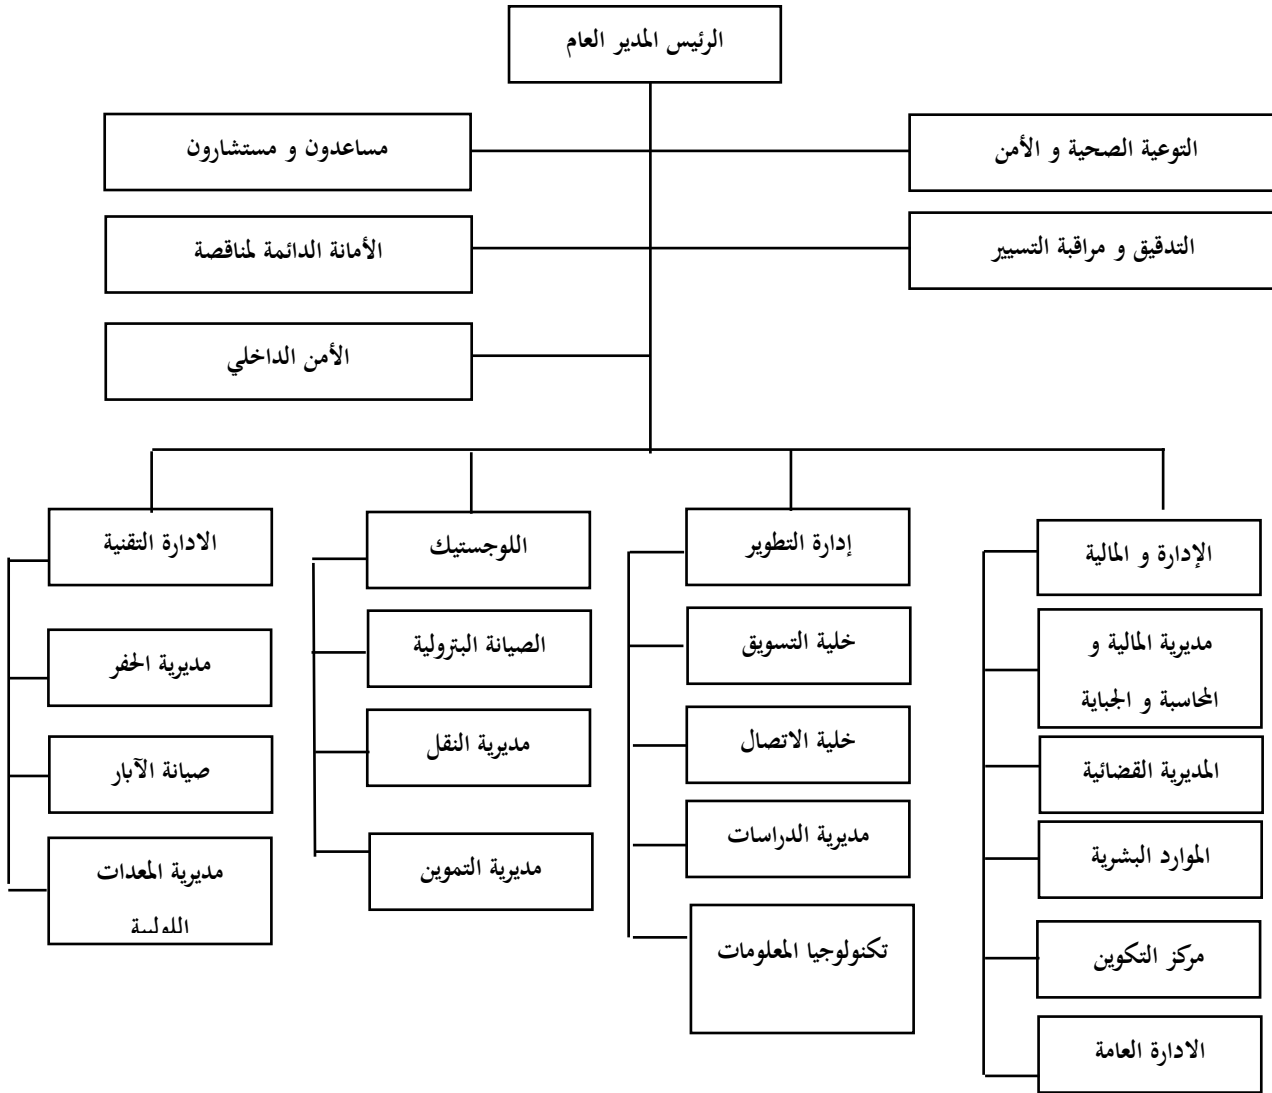 الرئيس المدير العام
التوعية الصحية و الأمن
مساعدون و مستشارون
التدقيق و مراقبة التسيير
الأمانة الدائمة لمناقصة
الأمن الداخلي
الإدارة و المالية
مديرية المالية و
المحاسبة و الجباية
المديرية القضائية
الموارد البشرية
مركز التكوين
الادارة العامة
إدارة التطوير
خلية التسويق
خلية الاتصال
مديرية الدراسات
تكنولوجيا المعلومات
اللوجستيك
الصيانة البترولية
مديرية النقل
مديرية التموين
الادارة التقنية
مديرية الحفر
صيانة الآبار
مديرية المعدات